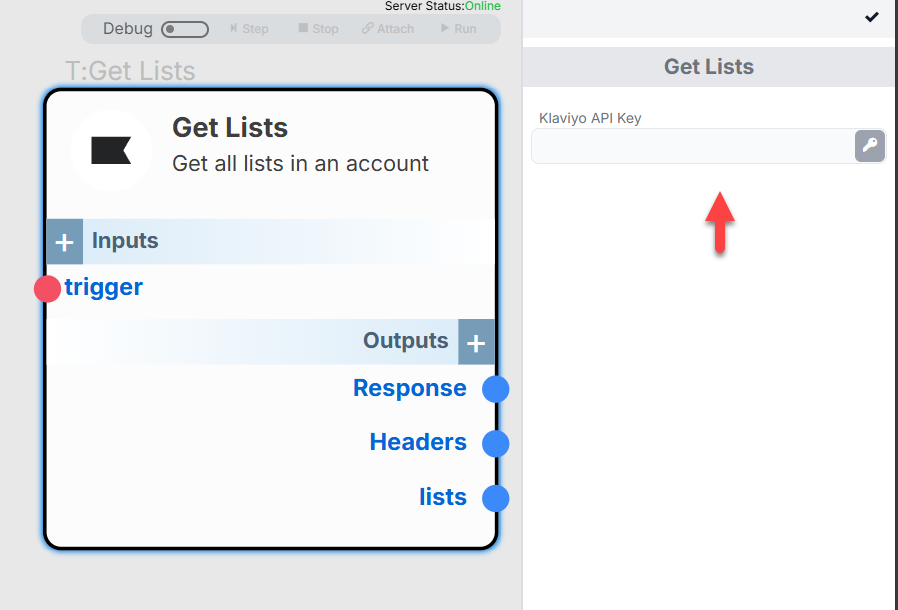 Server Status:Online
Debug Step Stop Attach Run
T:Get Lists
Get Lists
Get all lists in an account
Inputs
trigger
Outputs
Response
Headers
lists
Get Lists
Klaviyo API Key